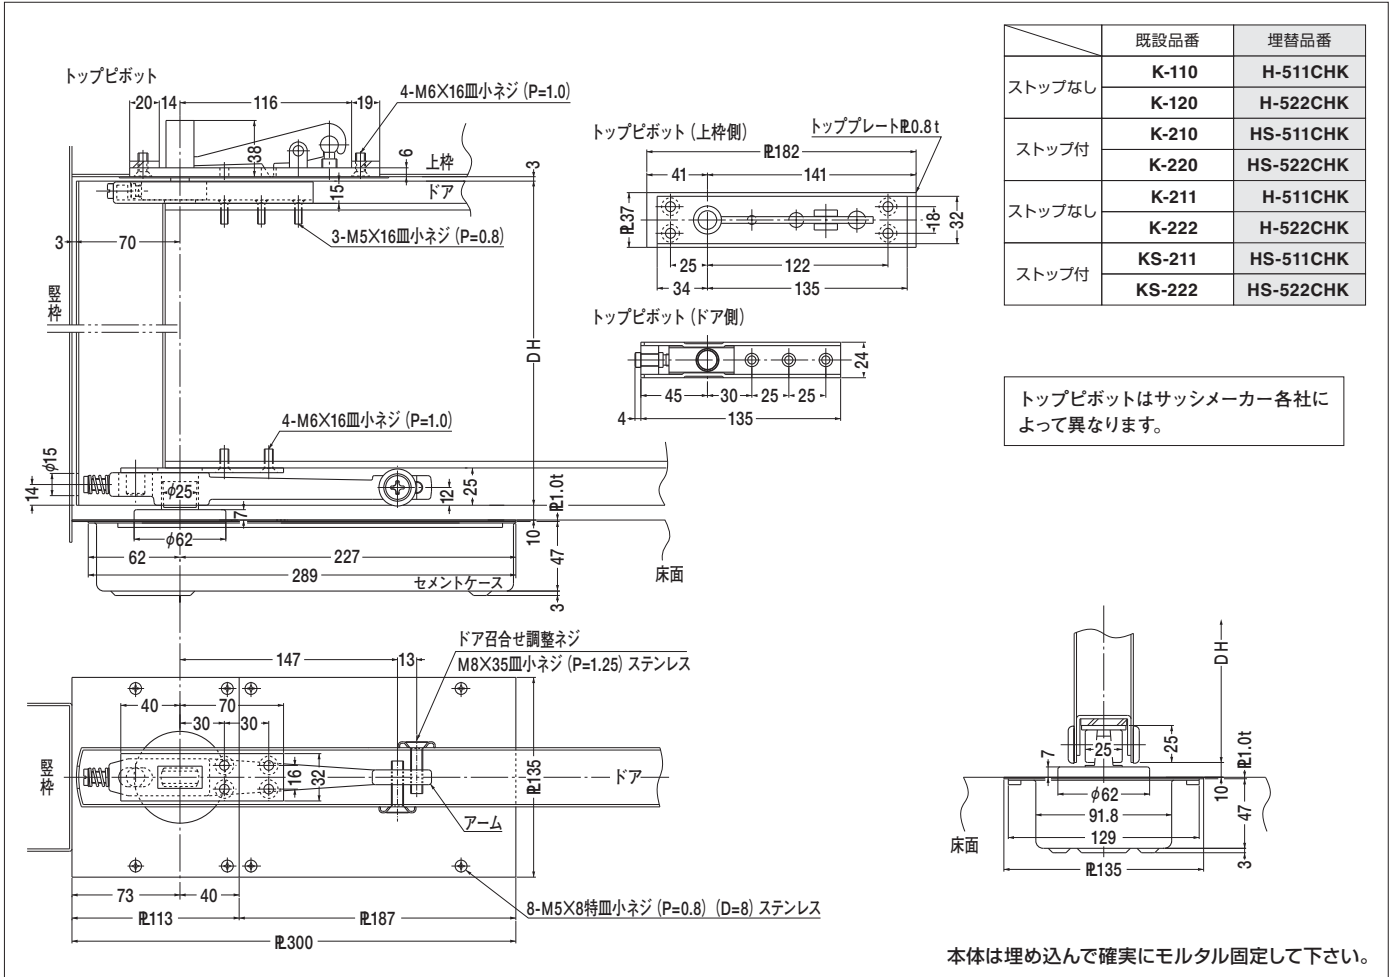 既設品番 埋替品番
ストップなし K-110 H-511CHK
K-120 H-522CHK
ストップ付 K-210 HS-511CHK
K-220 HS-522CHK
ストップなし K-211 H-511CHK
K-222 H-522CHK
ストップ付 KS-211 HS-511CHK
KS-222 HS-522CHK
トップピボットはサッシメーカー各社に
よって異なります。
トップピボット
20 14 116 19
4-M6×16皿小ネジ (P=1.0)
38
6
上枠
3
15
ドア
3-M5×16皿小ネジ (P=0.8)
3 70
竪枠
DH
4-M6×16皿小ネジ (P=1.0)
φ15
14
φ25
12
25
7
φ62
PL1.0t
10
47
3
62 227
289
セメントケース
床面
トップピボット (上枠側)
トッププレートPL0.8t
PL182
41 141
PL37
18
32
25 122
34 135
トップピボット (ドア側)
24
45 30 25 25
4 135
ドア召合せ調整ネジ
M8×35皿小ネジ (P=1.25) ステンレス
147 13
40 70
30 30
16
32
PL135
竪枠
ドア
アーム
73 40
8-M5×8特皿小ネジ (P=0.8) (D=8) ステンレス
PL113 PL187
PL300
DH
7
25
25
PL1.0t
φ62
10
91.8
47
129
3
PL135
床面
本体は埋め込んで確実にモルタル固定して下さい。